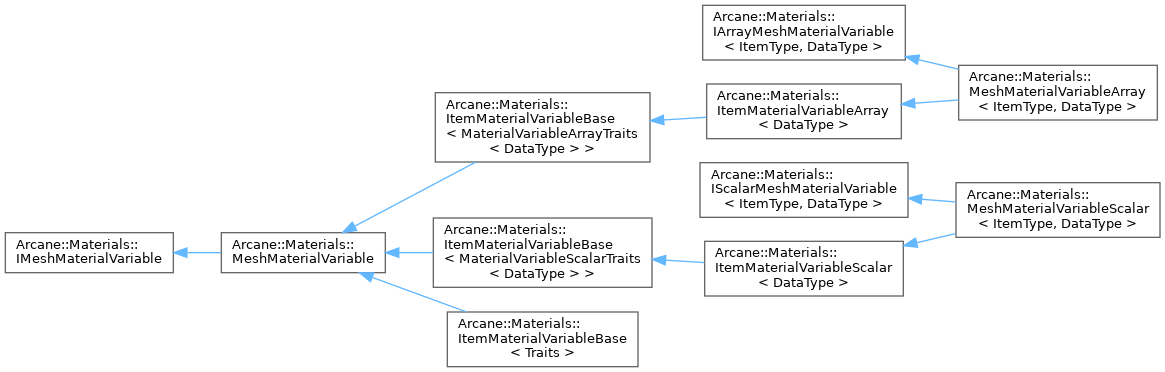 Arcane::Materials::
IMeshMaterialVariable
Arcane::Materials::
MeshMaterialVariable
Arcane::Materials::
ItemMaterialVariableBase
< MaterialVariableArrayTraits
< DataType > >
Arcane::Materials::
ItemMaterialVariableBase
< MaterialVariableScalarTraits
< DataType > >
Arcane::Materials::
ItemMaterialVariableBase
< Traits >
Arcane::Materials::
IArrayMeshMaterialVariable
< ItemType, DataType >
Arcane::Materials::
ItemMaterialVariableArray
< DataType >
Arcane::Materials::
IScalarMeshMaterialVariable
< ItemType, DataType >
Arcane::Materials::
ItemMaterialVariableScalar
< DataType >
Arcane::Materials::
MeshMaterialVariableArray
< ItemType, DataType >
Arcane::Materials::
MeshMaterialVariableScalar
< ItemType, DataType >